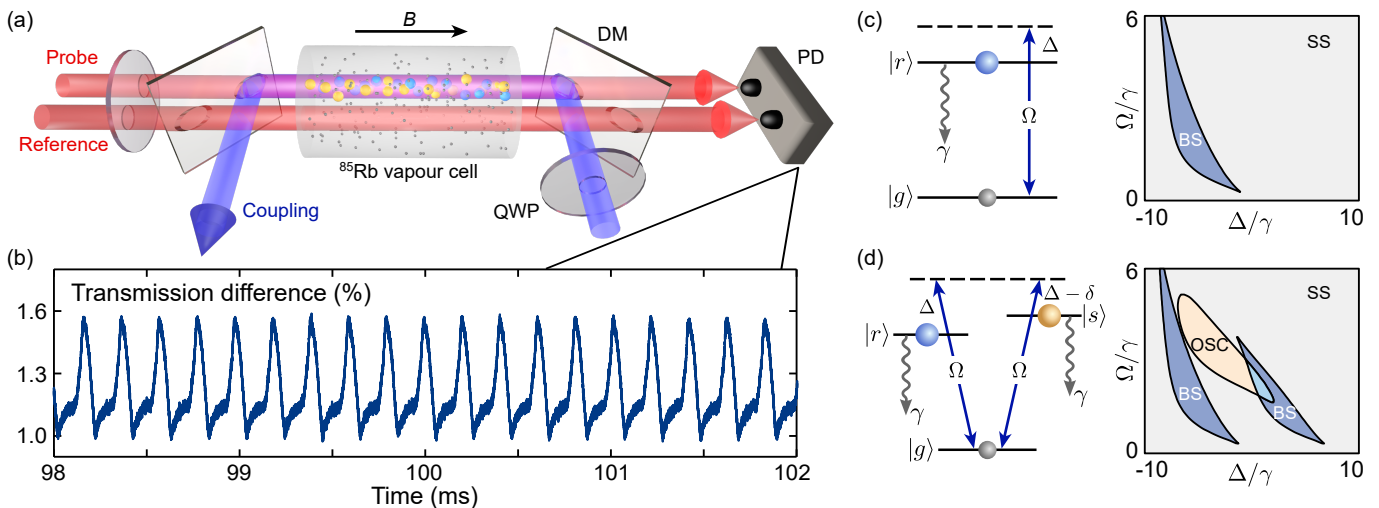 (a)
B
DM
PD
Probe
Reference
85Rb vapour cell
Coupling
QWP
(b)
Transmission difference (%)
1.6
1.3
1.0
98
99
100
101
102
Time (ms)
(c)
Δ
|r⟩
Ω
γ
|g⟩
6
SS
Ω/γ
BS
0
-10
Δ/γ
10
(d)
Δ
Δ − δ
|r⟩
|s⟩
Ω
Ω
γ
γ
|g⟩
6
SS
OSC
Ω/γ
BS
BS
0
-10
Δ/γ
10